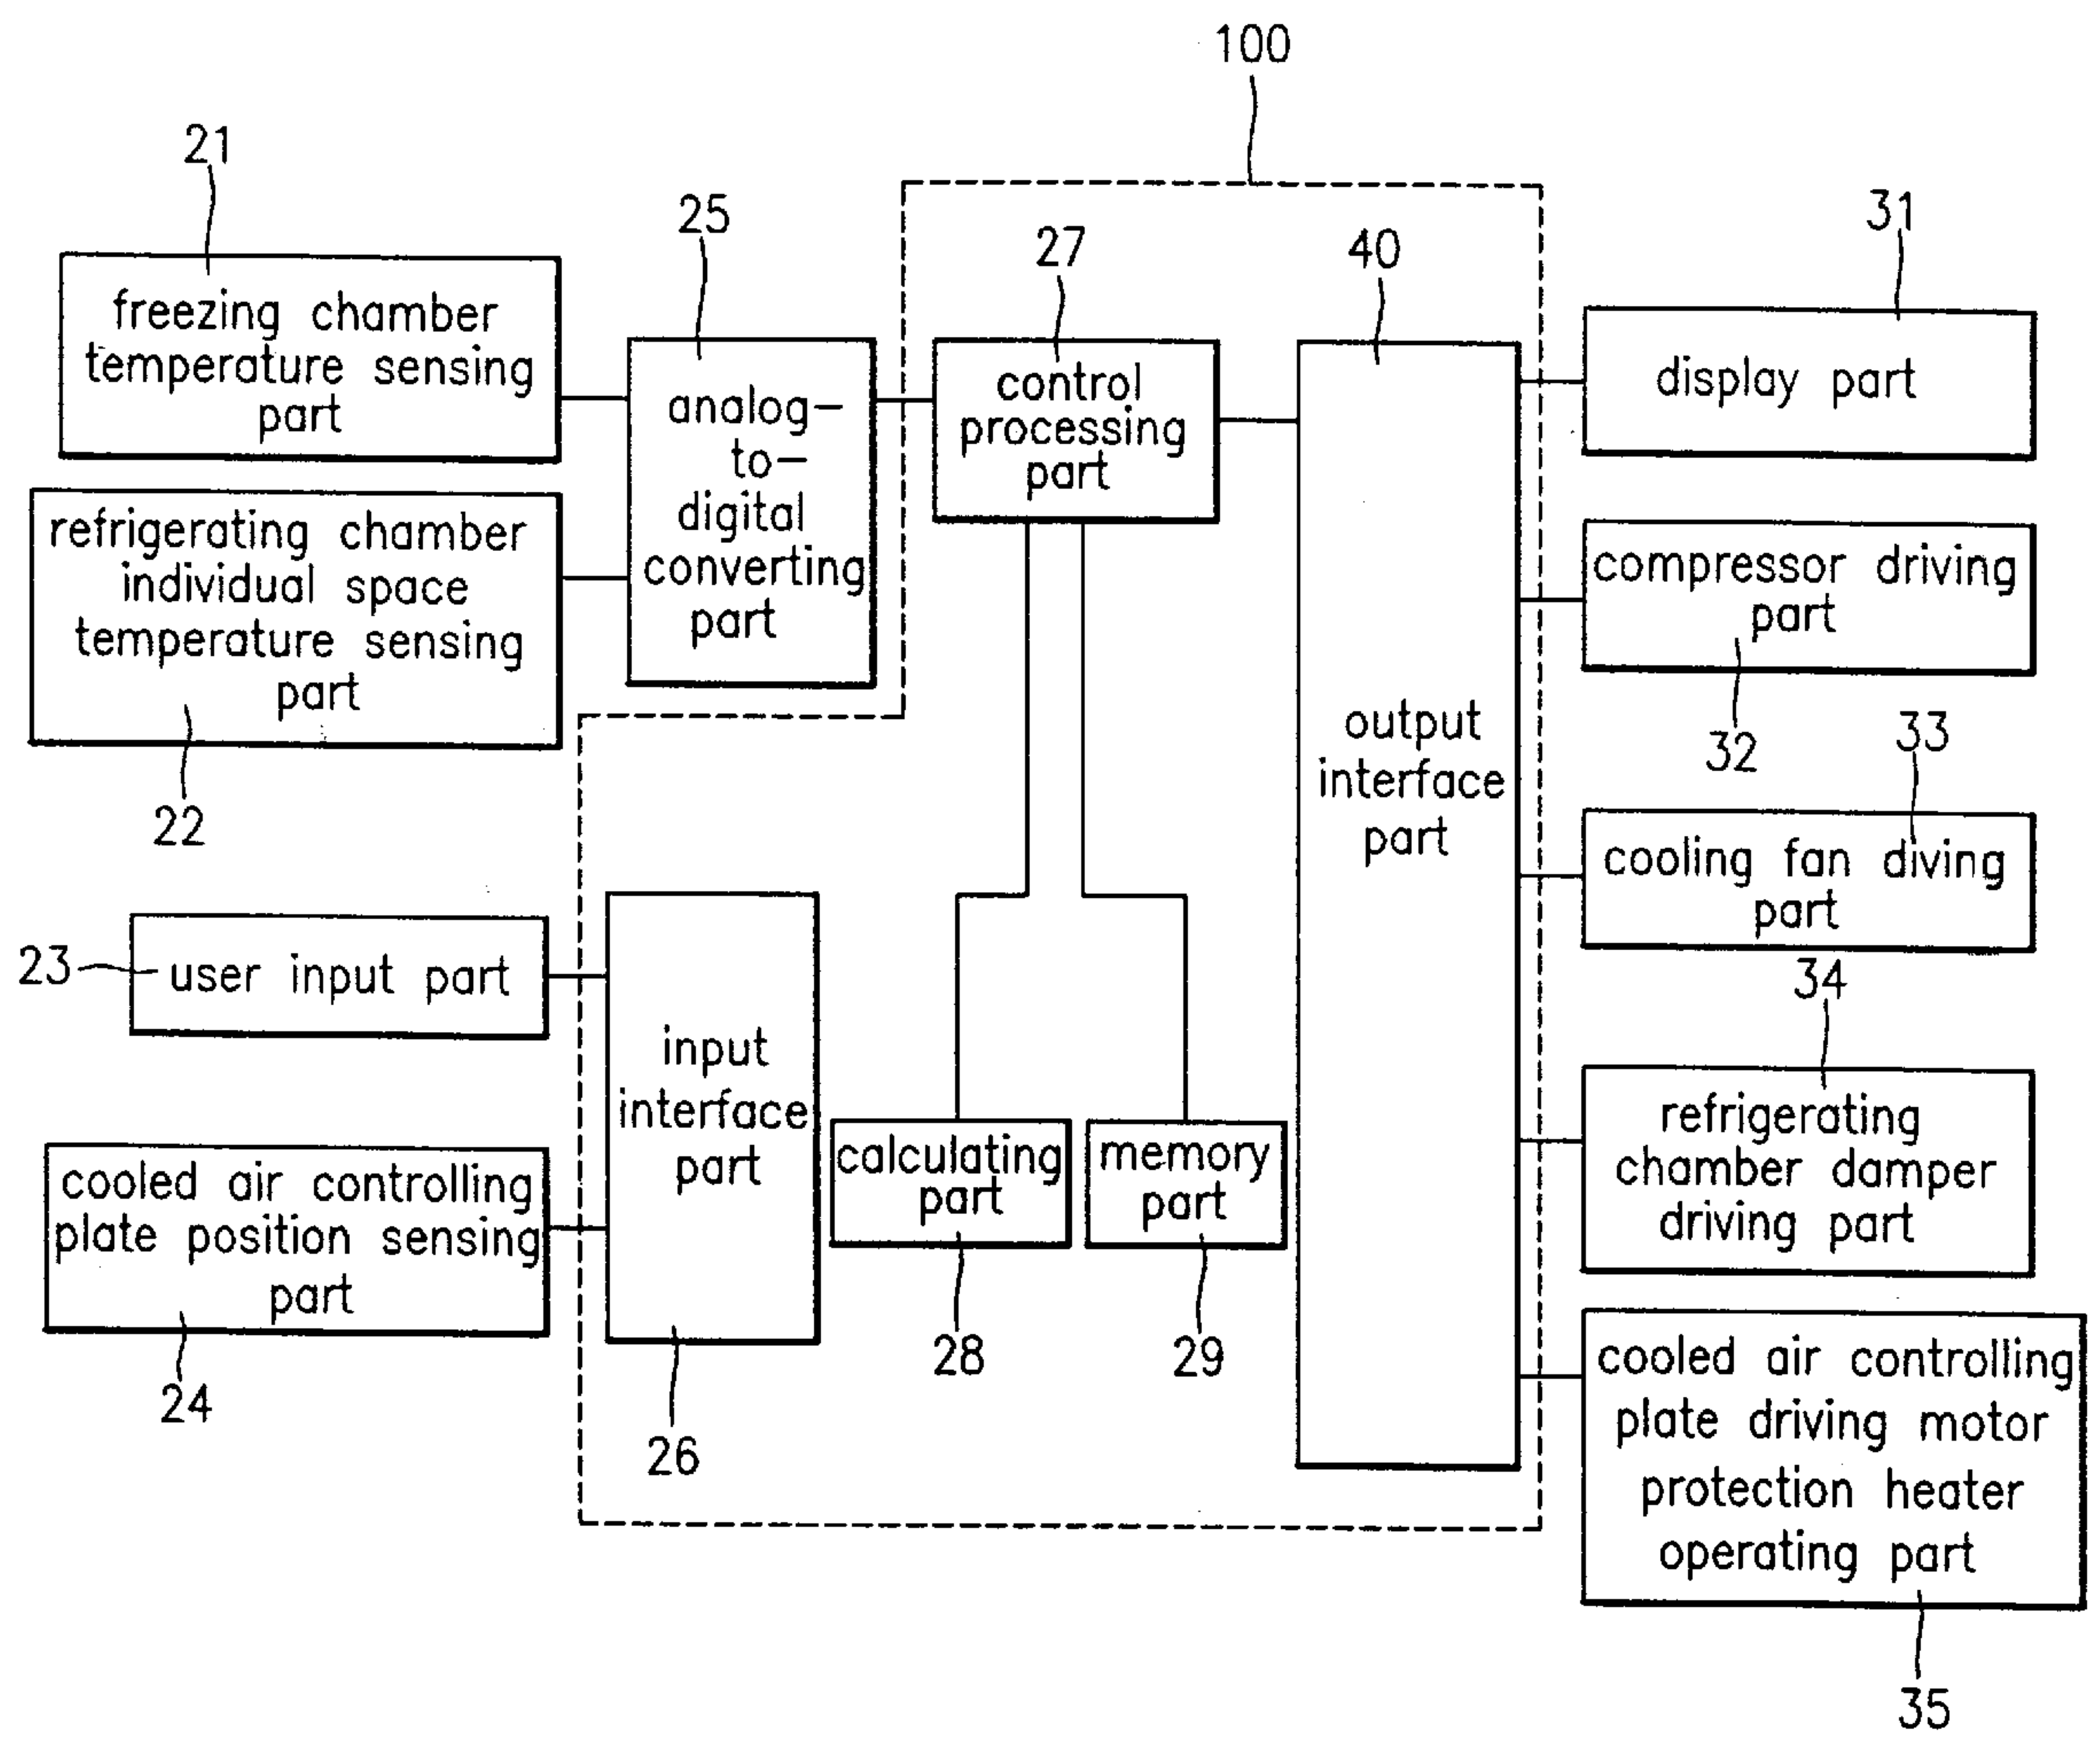 100
21
freezing chamber
temperature sensing
part
25
analog-
to-
digital
converting
part
27
control
processing
part
40
output
interface
part
31
display part
refrigerating chamber
individual space
temperature sensing
part
22
compressor driving
part
32
33
cooling fan diving
part
23
user input part
input
interface
part
26
34
refrigerating
chamber damper
driving part
cooled air controlling
plate position sensing
part
24
calculating
part
28
memory
part
29
cooled air controlling
plate driving motor
protection heater
operating part
35